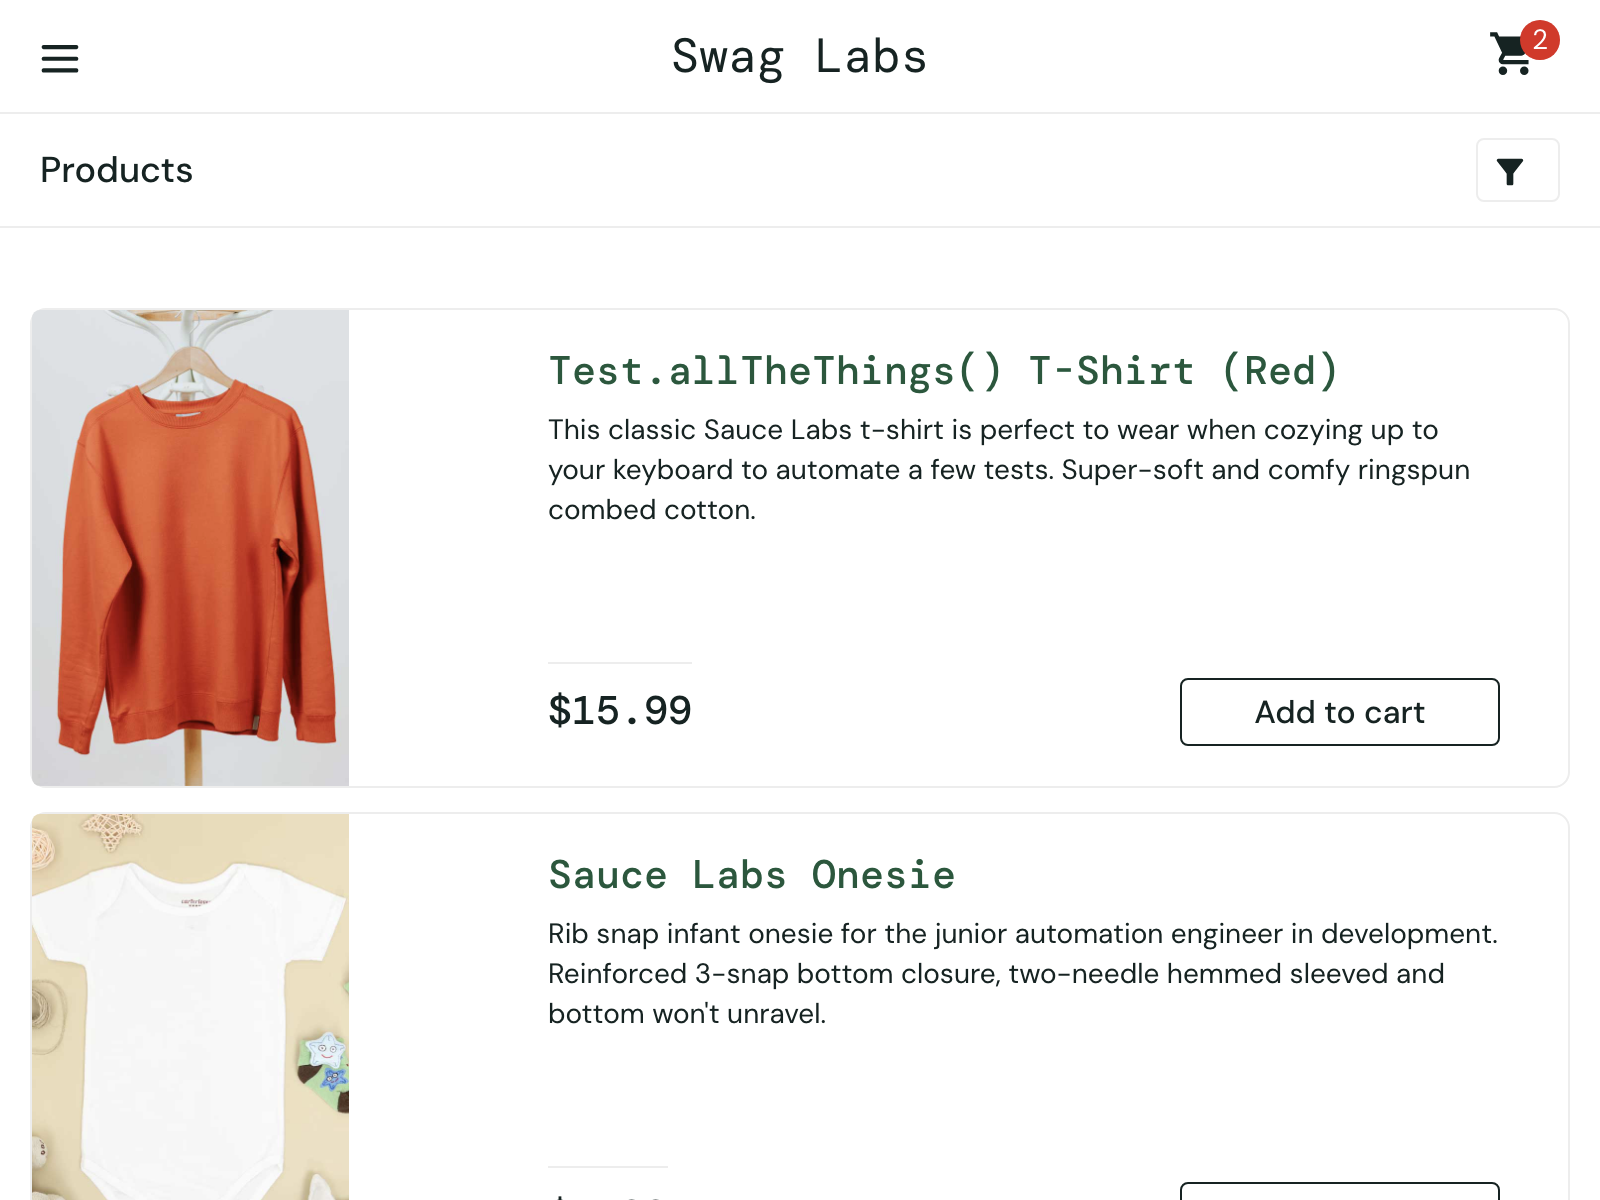 Swag Labs
2
Products
Test.allTheThings() T-Shirt (Red)
This classic Sauce Labs t-shirt is perfect to wear when cozying up to
your keyboard to automate a few tests. Super-soft and comfy ringspun
combed cotton.
$15.99
Add to cart
Sauce Labs Onesie
Rib snap infant onesie for the junior automation engineer in development.
Reinforced 3-snap bottom closure, two-needle hemmed sleeved and
bottom won't unravel.